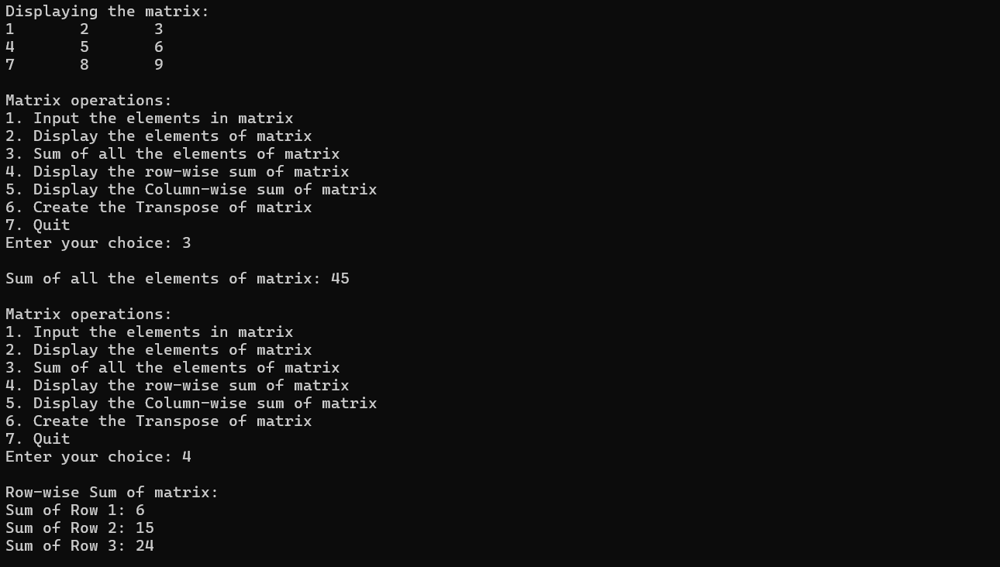 Displaying the matrix:
1       2       3
4       5       6
7       8       9
Matrix operations:
1. Input the elements in matrix
2. Display the elements of matrix
3. Sum of all the elements of matrix
4. Display the row-wise sum of matrix
5. Display the Column-wise sum of matrix
6. Create the Transpose of matrix
7. Quit
Enter your choice: 3
Sum of all the elements of matrix: 45
Matrix operations:
1. Input the elements in matrix
2. Display the elements of matrix
3. Sum of all the elements of matrix
4. Display the row-wise sum of matrix
5. Display the Column-wise sum of matrix
6. Create the Transpose of matrix
7. Quit
Enter your choice: 4
Row-wise Sum of matrix:
Sum of Row 1: 6
Sum of Row 2: 15
Sum of Row 3: 24